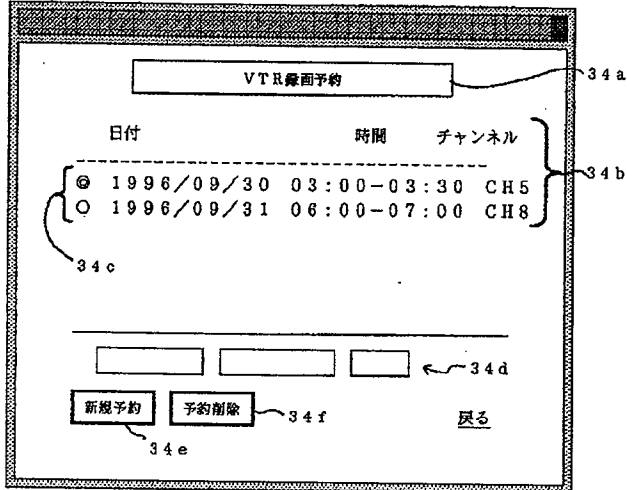 VTR録画予約
34a
日付 時間 チャンネル
34b
◎ 1996/09/30 03:00-03:30 CH5
○ 1996/09/31 06:00-07:00 CH8
34c
34d
新規予約 予約削除 34f 戻る
34e